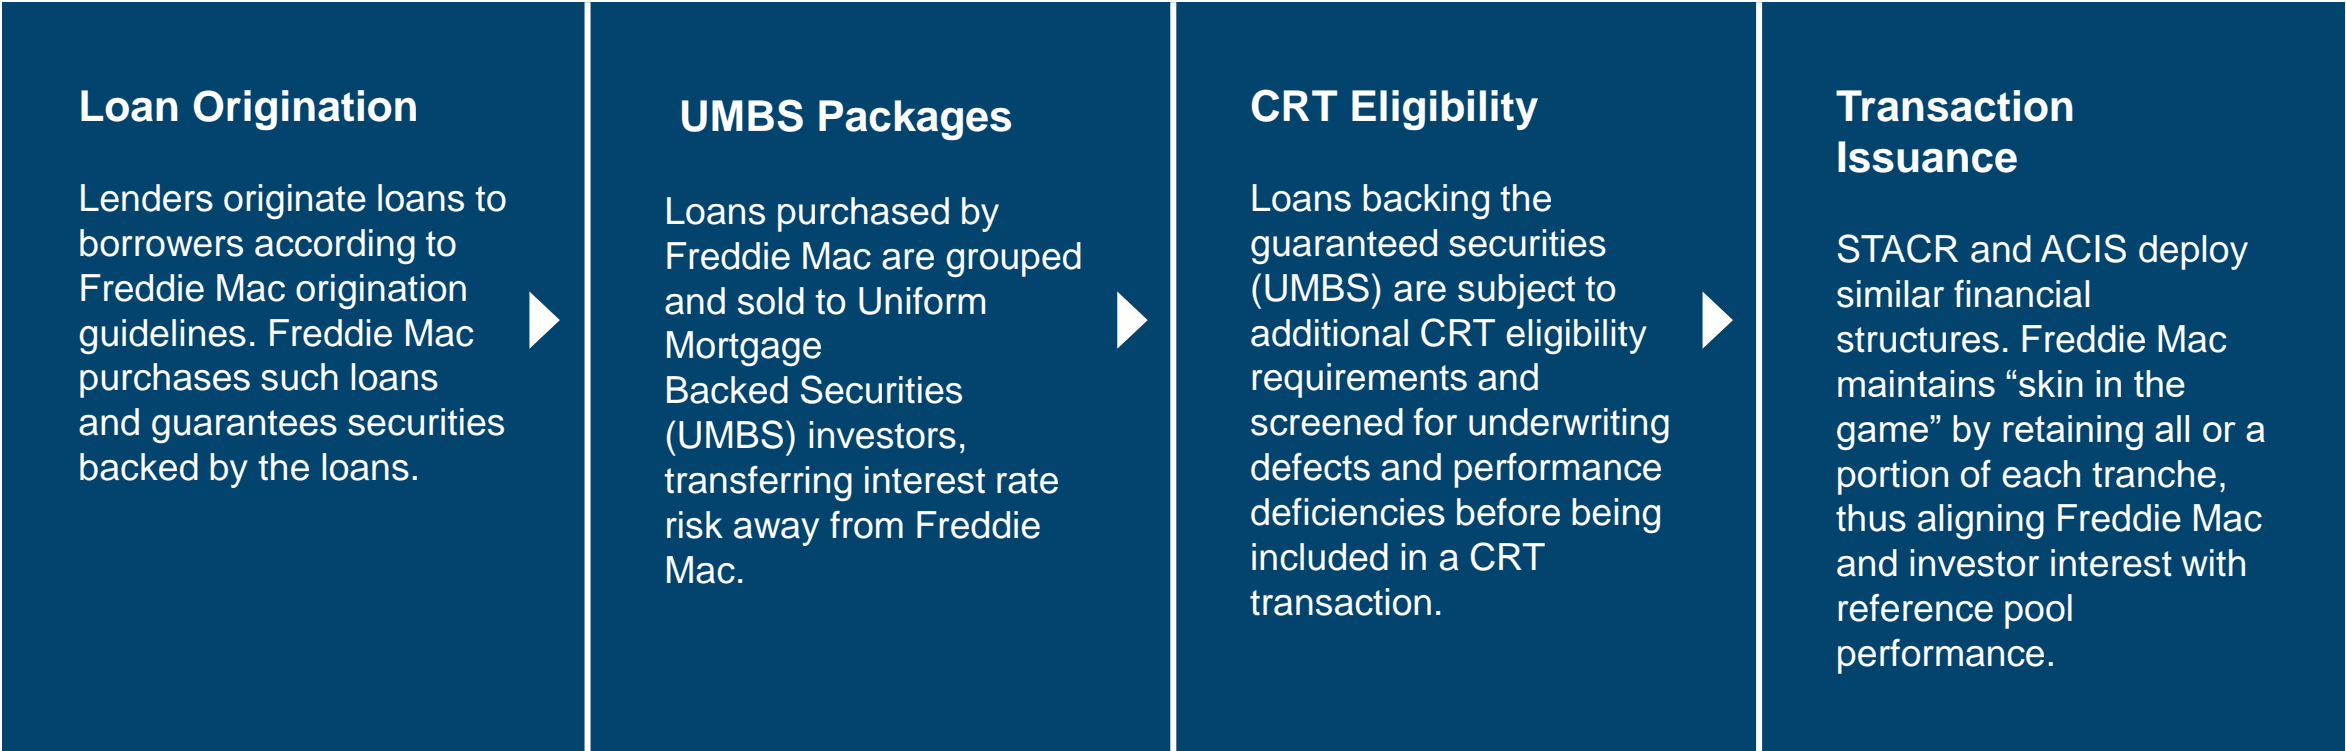 Loan Origination
Lenders originate loans to
borrowers according to
Freddie Mac origination
guidelines. Freddie Mac
purchases such loans
and guarantees securities
backed by the loans.
UMBS Packages
Loans purchased by
Freddie Mac are grouped
and sold to Uniform
Mortgage
Backed Securities
(UMBS) investors,
transferring interest rate
risk away from Freddie
Mac.
CRT Eligibility
Loans backing the
guaranteed securities
(UMBS) are subject to
additional CRT eligibility
requirements and
screened for underwriting
defects and performance
deficiencies before being
included in a CRT
transaction.
Transaction
Issuance
STACR and ACIS deploy
similar financial
structures. Freddie Mac
maintains “skin in the
game” by retaining all or a
portion of each tranche,
thus aligning Freddie Mac
and investor interest with
reference pool
performance.